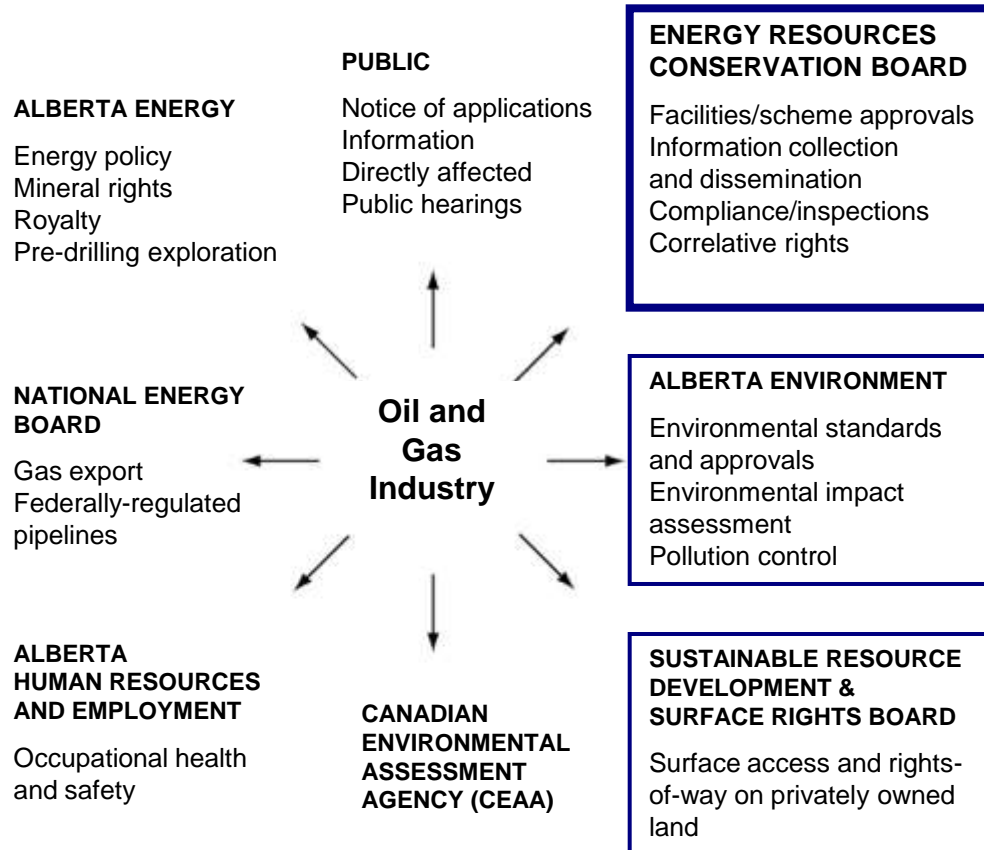 PUBLIC
Notice of applications
Information
Directly affected
Public hearings
ENERGY RESOURCES
CONSERVATION BOARD
Facilities/scheme approvals
Information collection
and dissemination
Compliance/inspections
Correlative rights
ALBERTA ENERGY
Energy policy
Mineral rights
Royalty
Pre-drilling exploration
NATIONAL ENERGY
BOARD
Gas export
Federally-regulated
pipelines
Oil and
Gas
Industry
ALBERTA ENVIRONMENT
Environmental standards
and approvals
Environmental impact
assessment
Pollution control
ALBERTA
HUMAN RESOURCES
AND EMPLOYMENT
Occupational health
and safety
CANADIAN
ENVIRONMENTAL
ASSESSMENT
AGENCY (CEAA)
SUSTAINABLE RESOURCE
DEVELOPMENT &
SURFACE RIGHTS BOARD
Surface access and rights-
of-way on privately owned
land